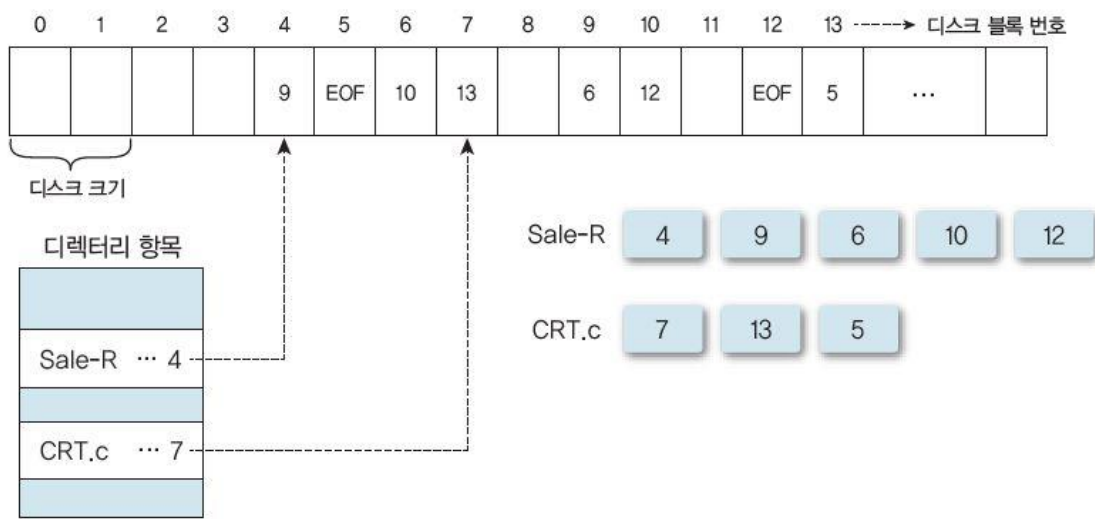 0 1 2 3 4 5 6 7 8 9 10 11 12 13 디스크 블록 번호
9 EOF 10 13 6 12 EOF 5 ...
디스크 크기
디렉터리 항목
Sale-R ... 4
CRT.c ... 7
Sale-R 4 9 6 10 12
CRT.c 7 13 5